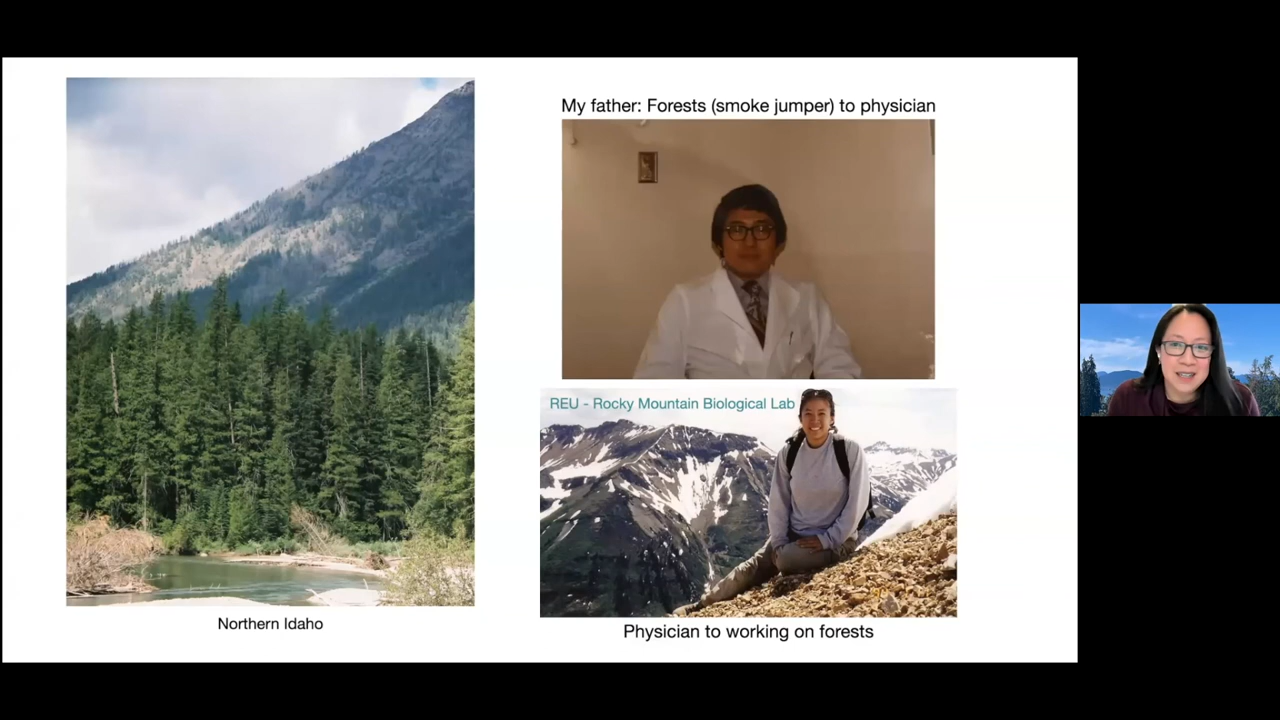 My father: Forests (smoke jumper) to physician
REU - Rocky Mountain Biological Lab
Northern Idaho
Physician to working on forests